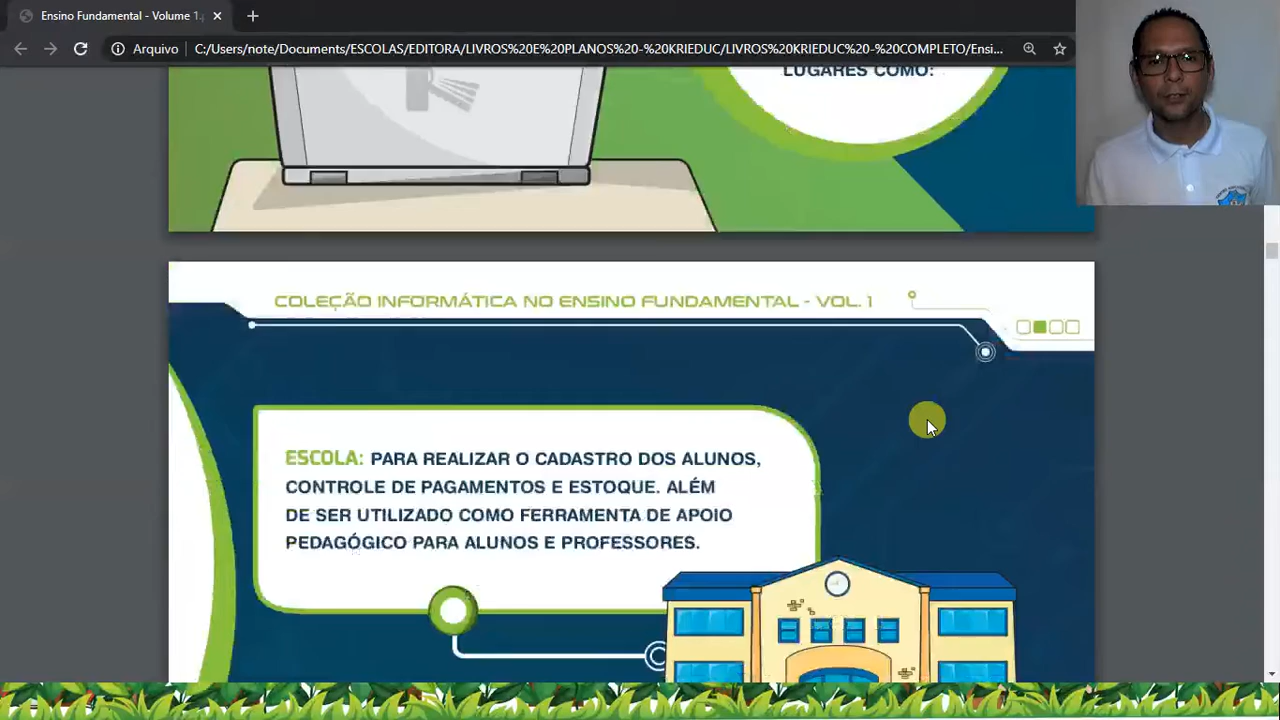 Ensino Fundamental - Volume 1.
Arquivo
C:/Users/note/Documents/ESCOLAS/EDITORA/LIVROS%20E%20PLANOS%20-%20KRIEDUC/LIVROS%20KRIEDUC%20-%20COMPLETO/Ensi...
LUGARES COMO:
COLEÇÃO INFORMÁTICA NO ENSINO FUNDAMENTAL - VOL. 1
ESCOLA: PARA REALIZAR O CADASTRO DOS ALUNOS,
CONTROLE DE PAGAMENTOS E ESTOQUE. ALÉM
DE SER UTILIZADO COMO FERRAMENTA DE APOIO
PEDAGÓGICO PARA ALUNOS E PROFESSORES.